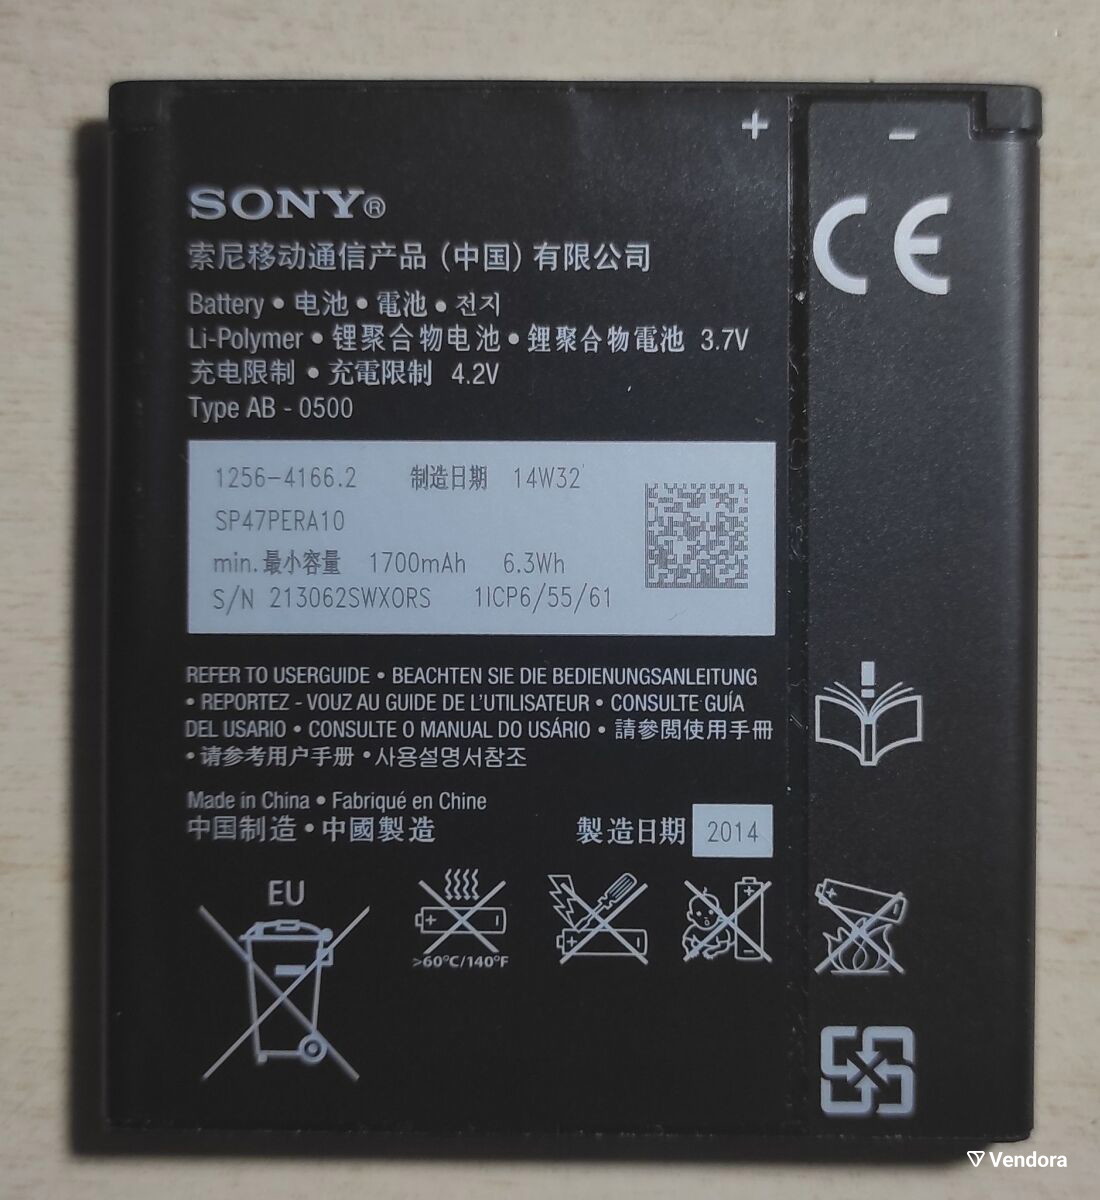 +
-
SONY®
CE
索尼移动通信产品 (中国) 有限公司
Battery • 电池 • 電池 • 전지
Li-Polymer • 锂聚合物电池 • 鋰聚合物電池 3.7V
充电限制 • 充電限制 4.2V
Type AB - 0500
1256-4166.2 制造日期 14W32
SP47PERA10
min. 最小容量 1700mAh 6.3Wh
S/N 213062SWXORS 1ICP6/55/61
REFER TO USERGUIDE • BEACHTEN SIE DIE BEDIENUNGSANLEITUNG
• REPORTEZ - VOUZ AU GUIDE DE L'UTILISATEUR • CONSULTE GUÍA
DEL USARIO • CONSULTE O MANUAL DO USÁRIO • 請參閱使用手冊
• 请参考用户手册 • 사용설명서참조
Made in China • Fabriqué en Chine
中国制造 • 中國製造 製造日期 2014
EU
>60°C/140°F
Vendora